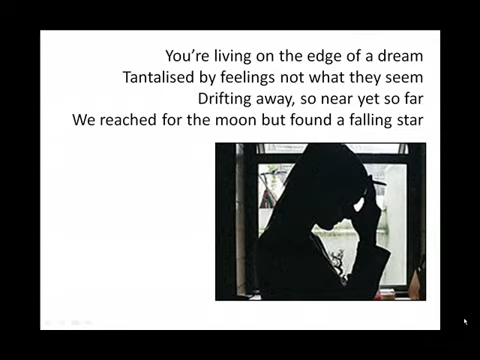 You're living on the edge of a dream
Tantalised by feelings not what they seem
Drifting away, so near yet so far
We reached for the moon but found a falling star